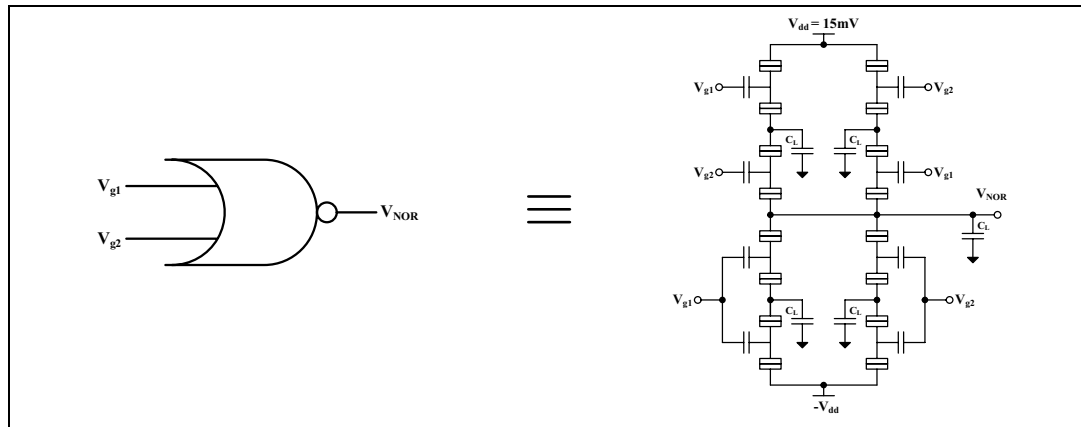 V_dd = 15mV
V_g1
V_g2
C_L
C_L
V_g2
V_g1
V_g1
V_g2
V_NOR
V_NOR
C_L
V_g1
V_g2
C_L
C_L
-V_dd